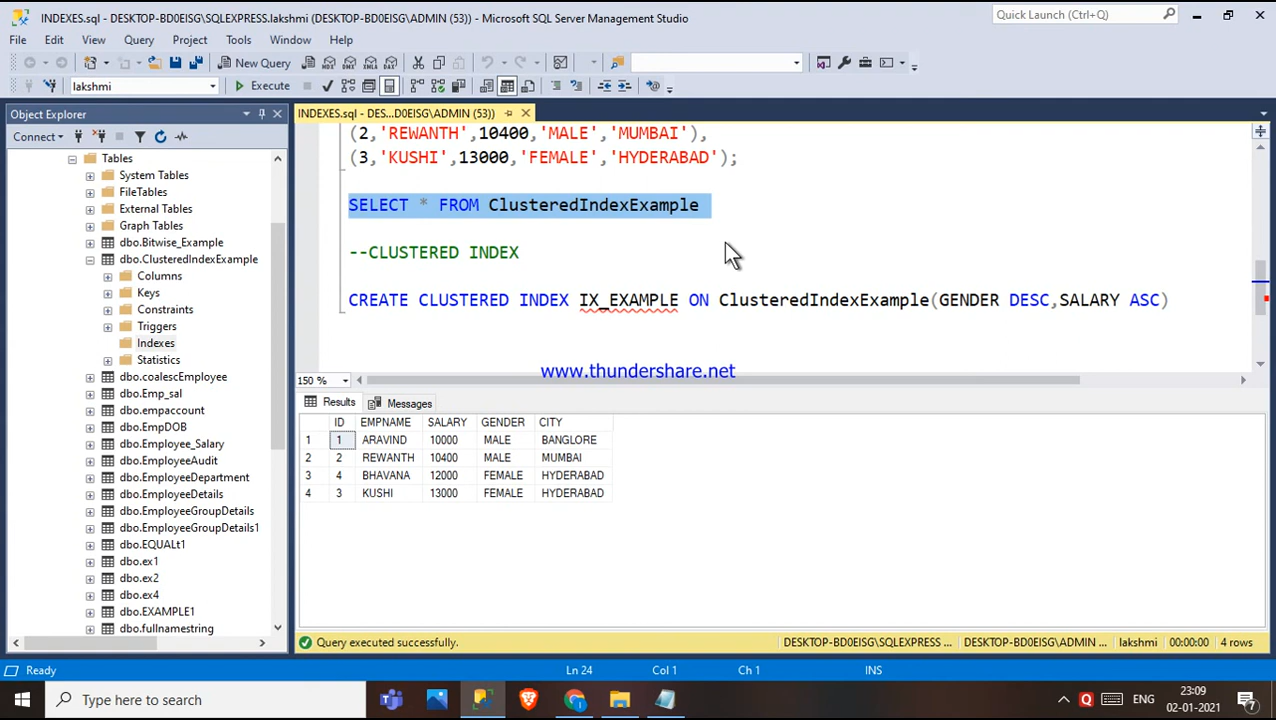 INDEXES.sql - DESKTOP-BD0EISG\SQLEXPRESS.lakshmi (DESKTOP-BD0EISG\ADMIN (53)) - Microsoft SQL Server Management Studio
Quick Launch (Ctrl+Q)
File Edit View Query Project Tools Window Help
New Query
MDX DMX XMLA DAX
lakshmi Execute
Object Explorer
INDEXES.sql - DES...D0EISG\ADMIN (53))
Connect
Tables
System Tables
FileTables
External Tables
Graph Tables
dbo.Bitwise_Example
dbo.ClusteredIndexExample
Columns
Keys
Constraints
Triggers
Indexes
Statistics
dbo.coalescEmployee
dbo.Emp_sal
dbo.empaccount
dbo.EmpDOB
dbo.Employee_Salary
dbo.EmployeeAudit
dbo.EmployeeDepartment
dbo.EmployeeDetails
dbo.EmployeeGroupDetails
dbo.EmployeeGroupDetails1
dbo.EQUALt1
dbo.ex1
dbo.ex2
dbo.ex4
dbo.EXAMPLE1
dbo.fullnamestring
(2,'REWANTH',10400,'MALE','MUMBAI'),
(3,'KUSHI',13000,'FEMALE','HYDERABAD');
SELECT * FROM ClusteredIndexExample
--CLUSTERED INDEX
CREATE CLUSTERED INDEX IX_EXAMPLE ON ClusteredIndexExample(GENDER DESC,SALARY ASC)
www.thundershare.net
150 %
Results Messages
ID EMPNAME SALARY GENDER CITY
1 1 ARAVIND 10000 MALE BANGLORE
2 2 REWANTH 10400 MALE MUMBAI
3 4 BHAVANA 12000 FEMALE HYDERABAD
4 3 KUSHI 13000 FEMALE HYDERABAD
Query executed successfully.
DESKTOP-BD0EISG\SQLEXPRESS ... DESKTOP-BD0EISG\ADMIN ... lakshmi 00:00:00 4 rows
Ready Ln 24 Col 1 Ch 1 INS
Type here to search
ENG
23:09
02-01-2021
7